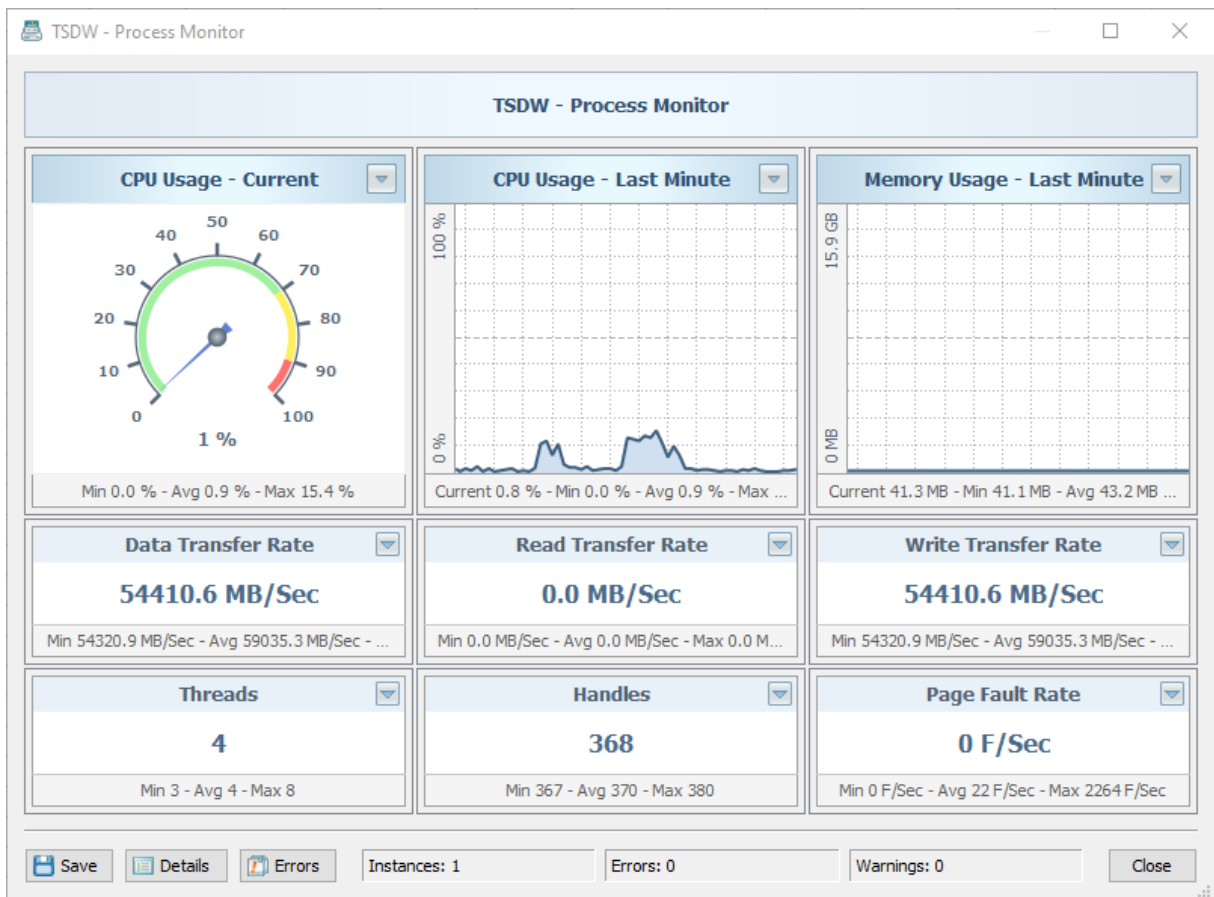 TSDW - Process Monitor
TSDW - Process Monitor
CPU Usage - Current
0
10
20
30
40
50
60
70
80
90
100
1 %
Min 0.0 % - Avg 0.9 % - Max 15.4 %
CPU Usage - Last Minute
100 %
0 %
Current 0.8 % - Min 0.0 % - Avg 0.9 % - Max ...
Memory Usage - Last Minute
15.9 GB
0 MB
Current 41.3 MB - Min 41.1 MB - Avg 43.2 MB ...
Data Transfer Rate
54410.6 MB/Sec
Min 54320.9 MB/Sec - Avg 59035.3 MB/Sec - ...
Read Transfer Rate
0.0 MB/Sec
Min 0.0 MB/Sec - Avg 0.0 MB/Sec - Max 0.0 M...
Write Transfer Rate
54410.6 MB/Sec
Min 54320.9 MB/Sec - Avg 59035.3 MB/Sec - ...
Threads
4
Min 3 - Avg 4 - Max 8
Handles
368
Min 367 - Avg 370 - Max 380
Page Fault Rate
0 F/Sec
Min 0 F/Sec - Avg 22 F/Sec - Max 2264 F/Sec
Save
Details
Errors
Instances: 1
Errors: 0
Warnings: 0
Close